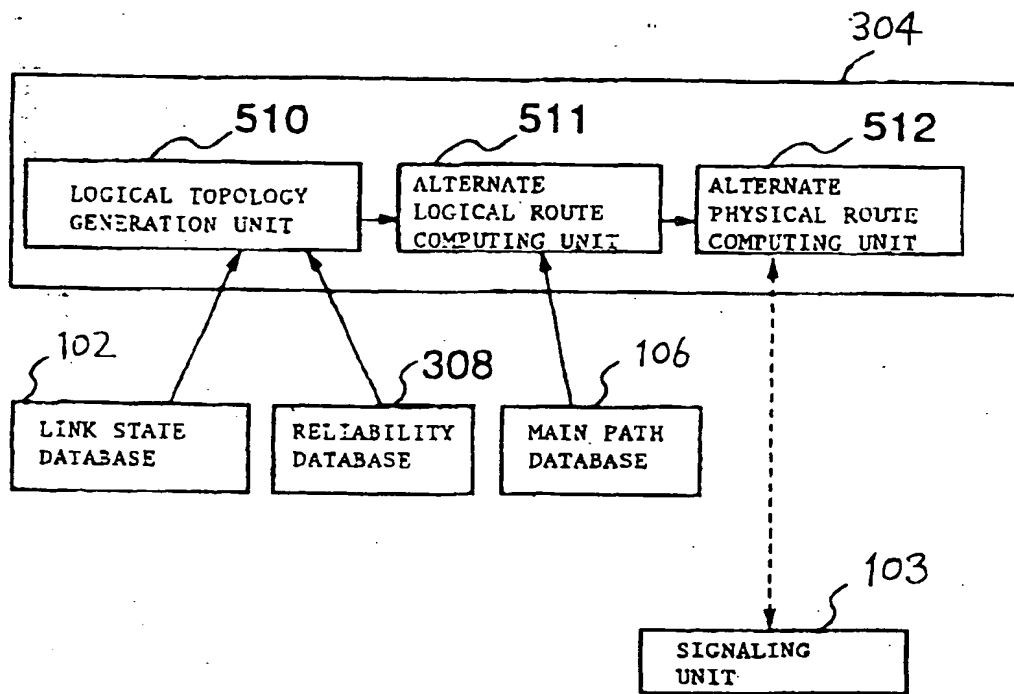 304
510
511
512
LOGICAL TOPOLOGY
GENERATION UNIT
ALTERNATE
LOGICAL ROUTE
COMPUTING UNIT
ALTERNATE
PHYSICAL ROUTE
COMPUTING UNIT
102
308
106
LINK STATE
DATABASE
RELIABILITY
DATABASE
MAIN PATH
DATABASE
103
SIGNALING
UNIT